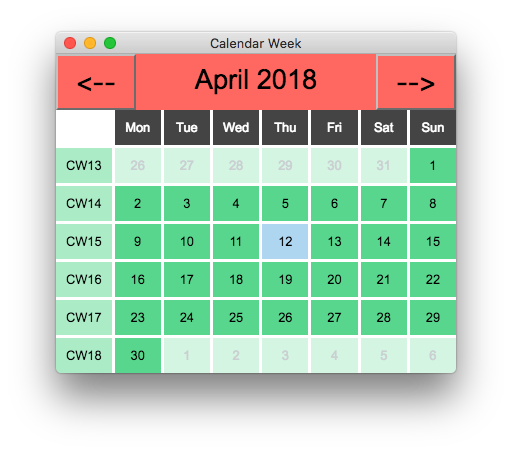 Calendar Week
<-- April 2018 -->
Mon Tue Wed Thu Fri Sat Sun
CW13 26 27 28 29 30 31 1
CW14 2 3 4 5 6 7 8
CW15 9 10 11 12 13 14 15
CW16 16 17 18 19 20 21 22
CW17 23 24 25 26 27 28 29
CW18 30 1 2 3 4 5 6